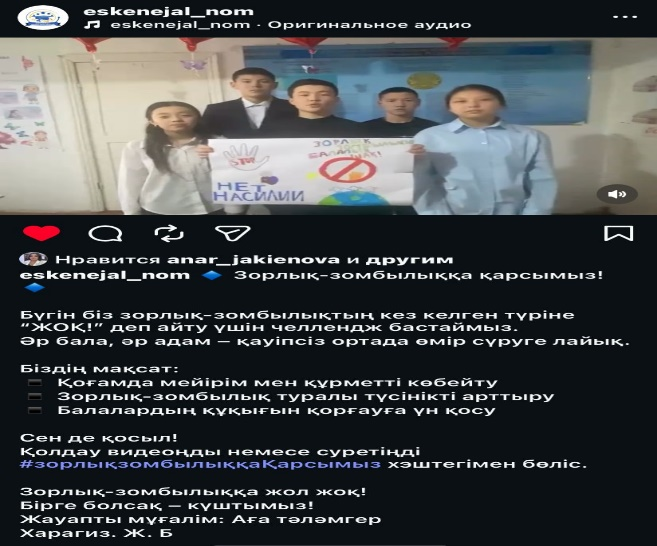 eskenejal_nom
eskenejal_nom · Оригинальное аудио
STOP
НЕТ
НАСИЛИИ
Нравится anar_jakienova и другим
eskenejal_nom 🔹 Зорлық-зомбылыққа қарсымыз!
🔹
Бүгін біз зорлық-зомбылықтың кез келген түріне
“ЖОҚ!” деп айту үшін челлендж бастаймыз.
Әр бала, әр адам — қауіпсіз ортада өмір сүруге лайық.
Біздің мақсат:
Қоғамда мейірім мен құрметті көбейту
Зорлық-зомбылық туралы түсінікті арттыру
Балалардың құқығын қорғауға үн қосу
Сен де қосыл!
Қолдау видеоңды немесе суретіңді
#зорлықзомбылыққаҚарсымыз хэштегімен бөліс.
Зорлық-зомбылыққа жол жоқ!
Бірге болсақ — күштымыз!
Жауапты мұғалім: Аға тәлəмгер
Харагиз. Ж. Б